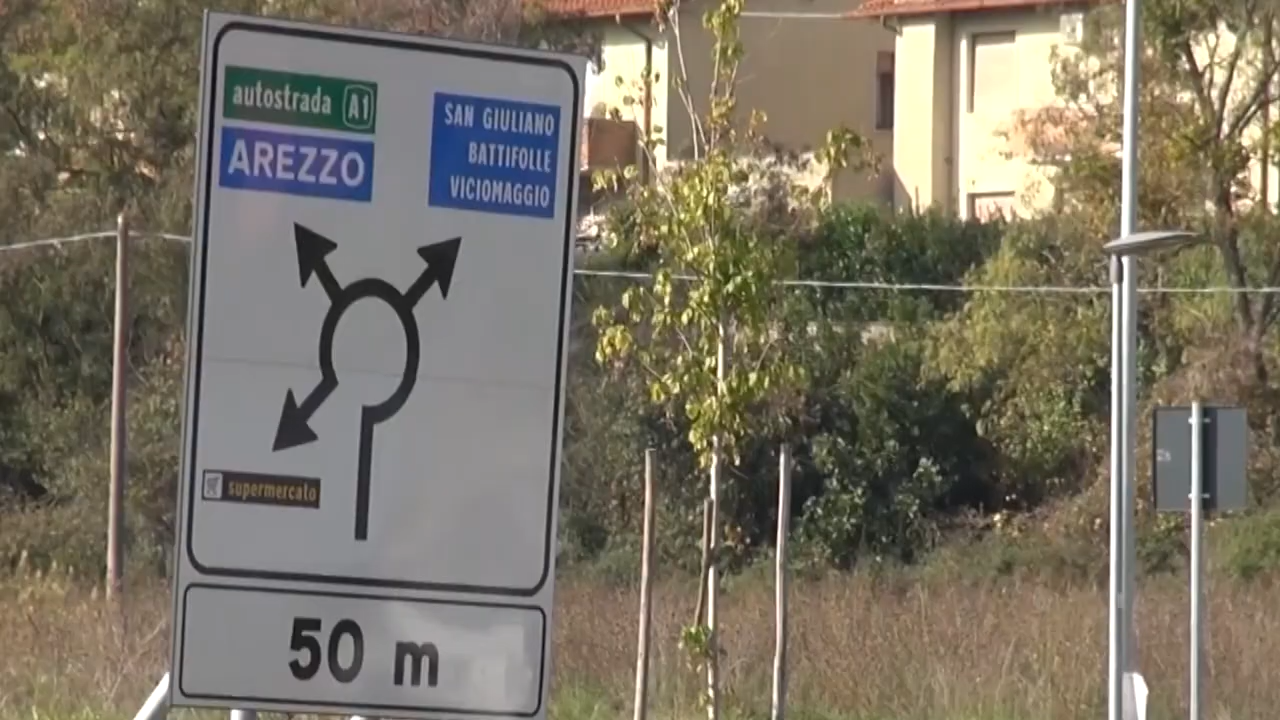 autostrada A1
AREZZO
SAN GIULIANO
BATTIFOLLE
VICIOMAGGIO
supermercato
50 m